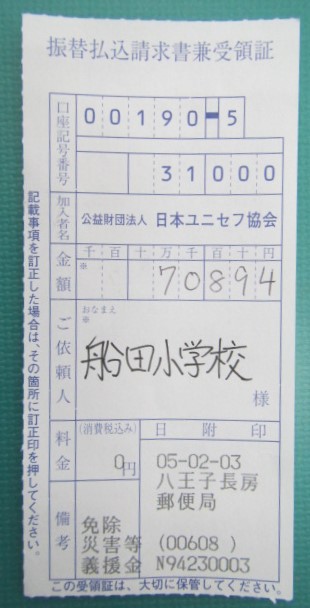 振替払込請求書兼受領証
口座記号番号
00190-5
31000
加入者名
公益財団法人 日本ユニセフ協会
金額
千百十万千百十円
※
70894
ご依頼人
おなまえ
※
船田小学校
様
料金
(消費税込み)
0円
日附印
05-02-03
八王子長房
郵便局
(00608 )
N94230003
備考
免除
災害等
義援金
記載事項を訂正した場合は、その箇所に訂正印を押してください。
この受領証は、大切に保管してください。